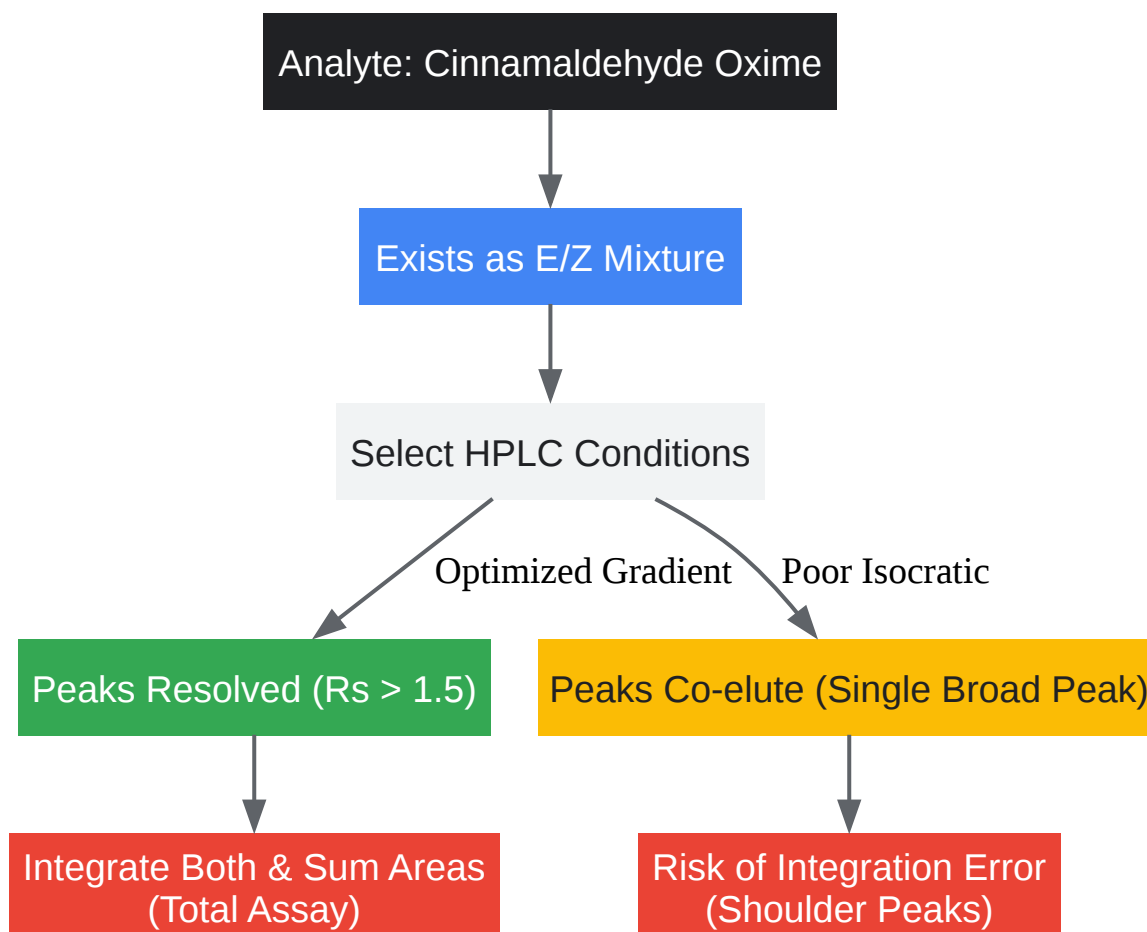 Analyte: Cinnamaldehyde Oxime
Exists as E/Z Mixture
Select HPLC Conditions
Optimized Gradient
Poor Isocratic
Peaks Resolved (Rs > 1.5)
Peaks Co-elute (Single Broad Peak)
Integrate Both & Sum Areas
(Total Assay)
Risk of Integration Error
(Shoulder Peaks)